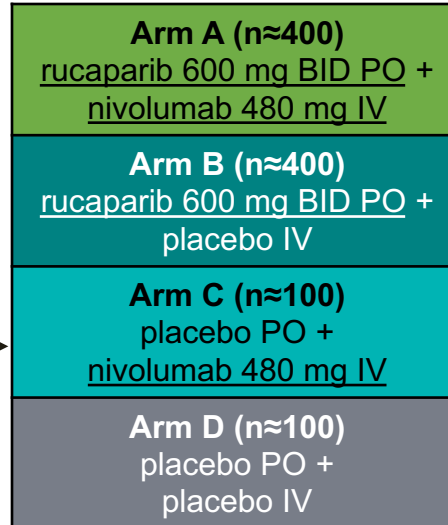 Arm A (n≈400)
rucaparib 600 mg BID PO +
nivolumab 480 mg IV
Arm B (n≈400)
rucaparib 600 mg BID PO +
placebo IV
Arm C (n≈100)
placebo PO +
nivolumab 480 mg IV
Arm D (n≈100)
placebo PO +
placebo IV